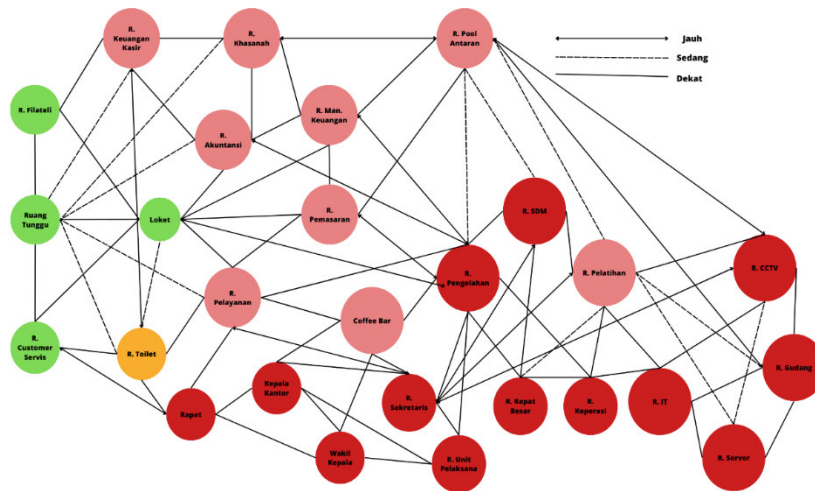 R.
Keuangan
Kasir
R.
Khasanah
R. Pool
Antaran
Jauh
Sedang
Dekat
R. Filateli
R.
Akuntansi
R. Man.
Keuangan
Ruang
Tunggu
Loket
R.
Pemasaran
R. SDM
R.
Pelayanan
R.
Pengolahan
R. Pelatihan
R. CCTV
R.
Customer
Servis
R. Toilet
Coffee Bar
Rapat
Kepala
Kantor
R.
Sekretaris
R. Rapat
Besar
R.
Koperasi
R. IT
R. Gudang
Wakil
Kepala
R. Unit
Pelaksana
R. Server